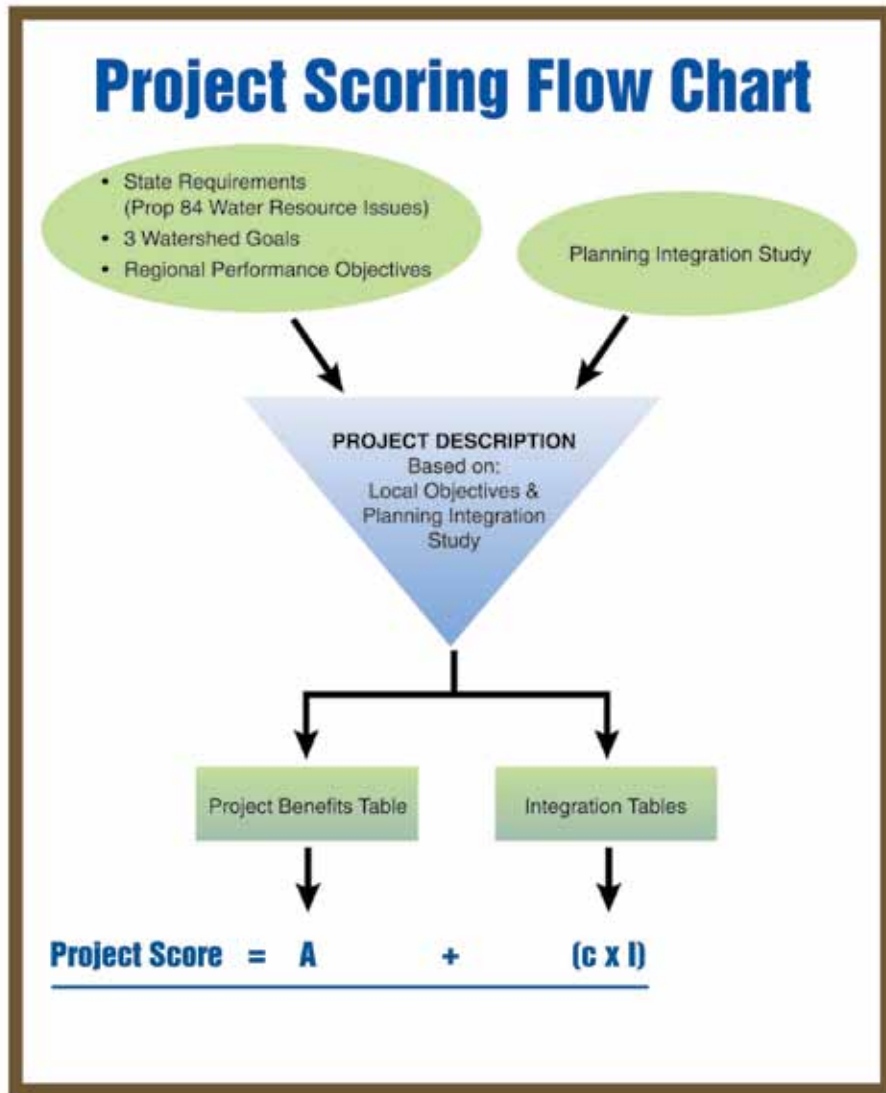 Project Scoring Flow Chart
• State Requirements
(Prop 84 Water Resource Issues)
• 3 Watershed Goals
• Regional Performance Objectives
Planning Integration Study
PROJECT DESCRIPTION
Based on:
Local Objectives &
Planning Integration
Study
Project Benefits Table
Integration Tables
Project Score = A + (c x I)